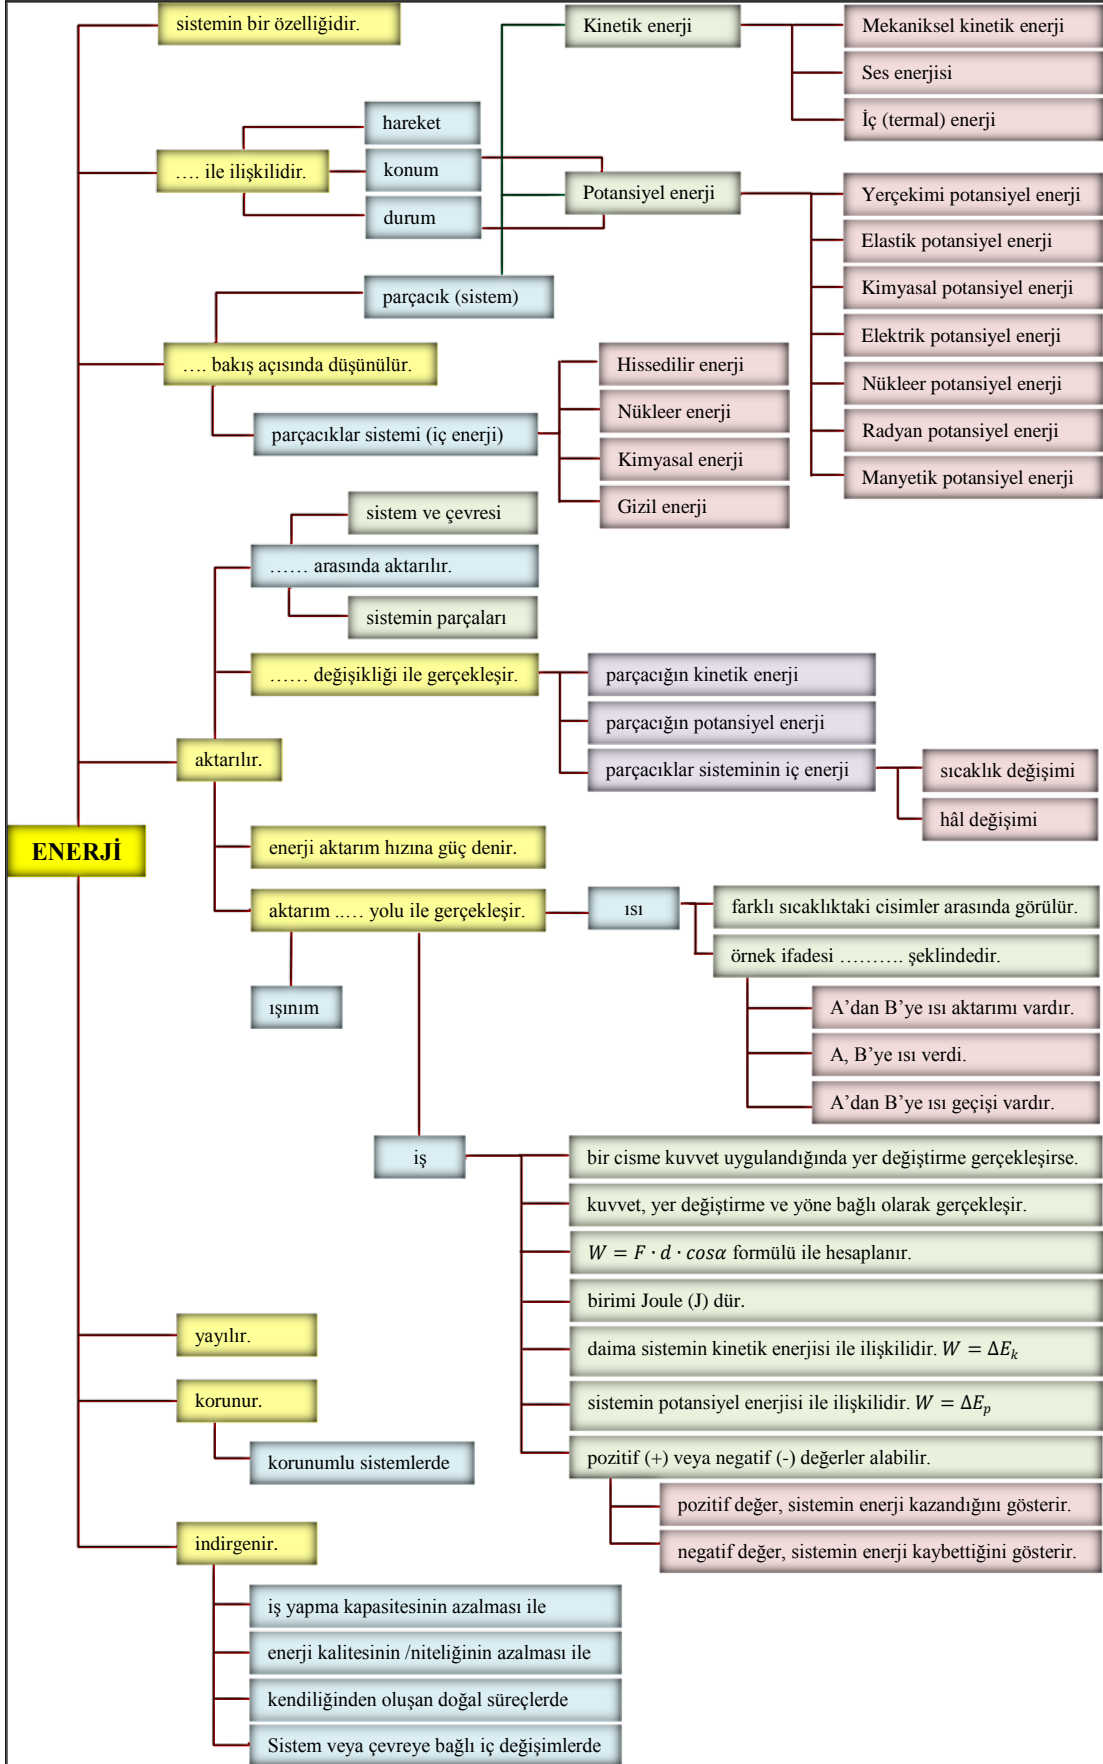 sistemin bir özelliğidir.
Kinetik enerji
Mekaniksel kinetik enerji
Ses enerjisi
İç (termal) enerji
hareket
…. ile ilişkilidir.
konum
durum
Potansiyel enerji
Yerçekimi potansiyel enerji
Elastik potansiyel enerji
Kimyasal potansiyel enerji
Elektrik potansiyel enerji
Nükleer potansiyel enerji
Radyan potansiyel enerji
Manyetik potansiyel enerji
parçacık (sistem)
…. bakış açısında düşünülür.
parçacıklar sistemi (iç enerji)
Hissedilir enerji
Nükleer enerji
Kimyasal enerji
Gizil enerji
sistem ve çevresi
…… arasında aktarılır.
sistemin parçaları
…… değişikliği ile gerçekleşir.
parçacığın kinetik enerji
parçacığın potansiyel enerji
parçacıklar sisteminin iç enerji
sıcaklık değişimi
hâl değişimi
aktarılır.
ENERJİ
enerji aktarım hızına güç denir.
aktarım ..… yolu ile gerçekleşir.
ısı
farklı sıcaklıktaki cisimler arasında görülür.
örnek ifadesi ………. şeklindedir.
A’dan B’ye ısı aktarımı vardır.
A, B’ye ısı verdi.
A’dan B’ye ısı geçişi vardır.
ışınım
iş
bir cisme kuvvet uygulandığında yer değiştirme gerçekleşirse.
kuvvet, yer değiştirme ve yöne bağlı olarak gerçekleşir.
W = F · d · cosα formülü ile hesaplanır.
birimi Joule (J) dür.
daima sistemin kinetik enerjisi ile ilişkilidir. W = ΔE_k
sistemin potansiyel enerjisi ile ilişkilidir. W = ΔE_p
pozitif (+) veya negatif (-) değerler alabilir.
pozitif değer, sistemin enerji kazandığını gösterir.
negatif değer, sistemin enerji kaybettiğini gösterir.
yayılır.
korunur.
korunumlu sistemlerde
indirgenir.
iş yapma kapasitesinin azalması ile
enerji kalitesinin /niteliğinin azalması ile
kendiliğinden oluşan doğal süreçlerde
Sistem veya çevreye bağlı iç değişimlerde